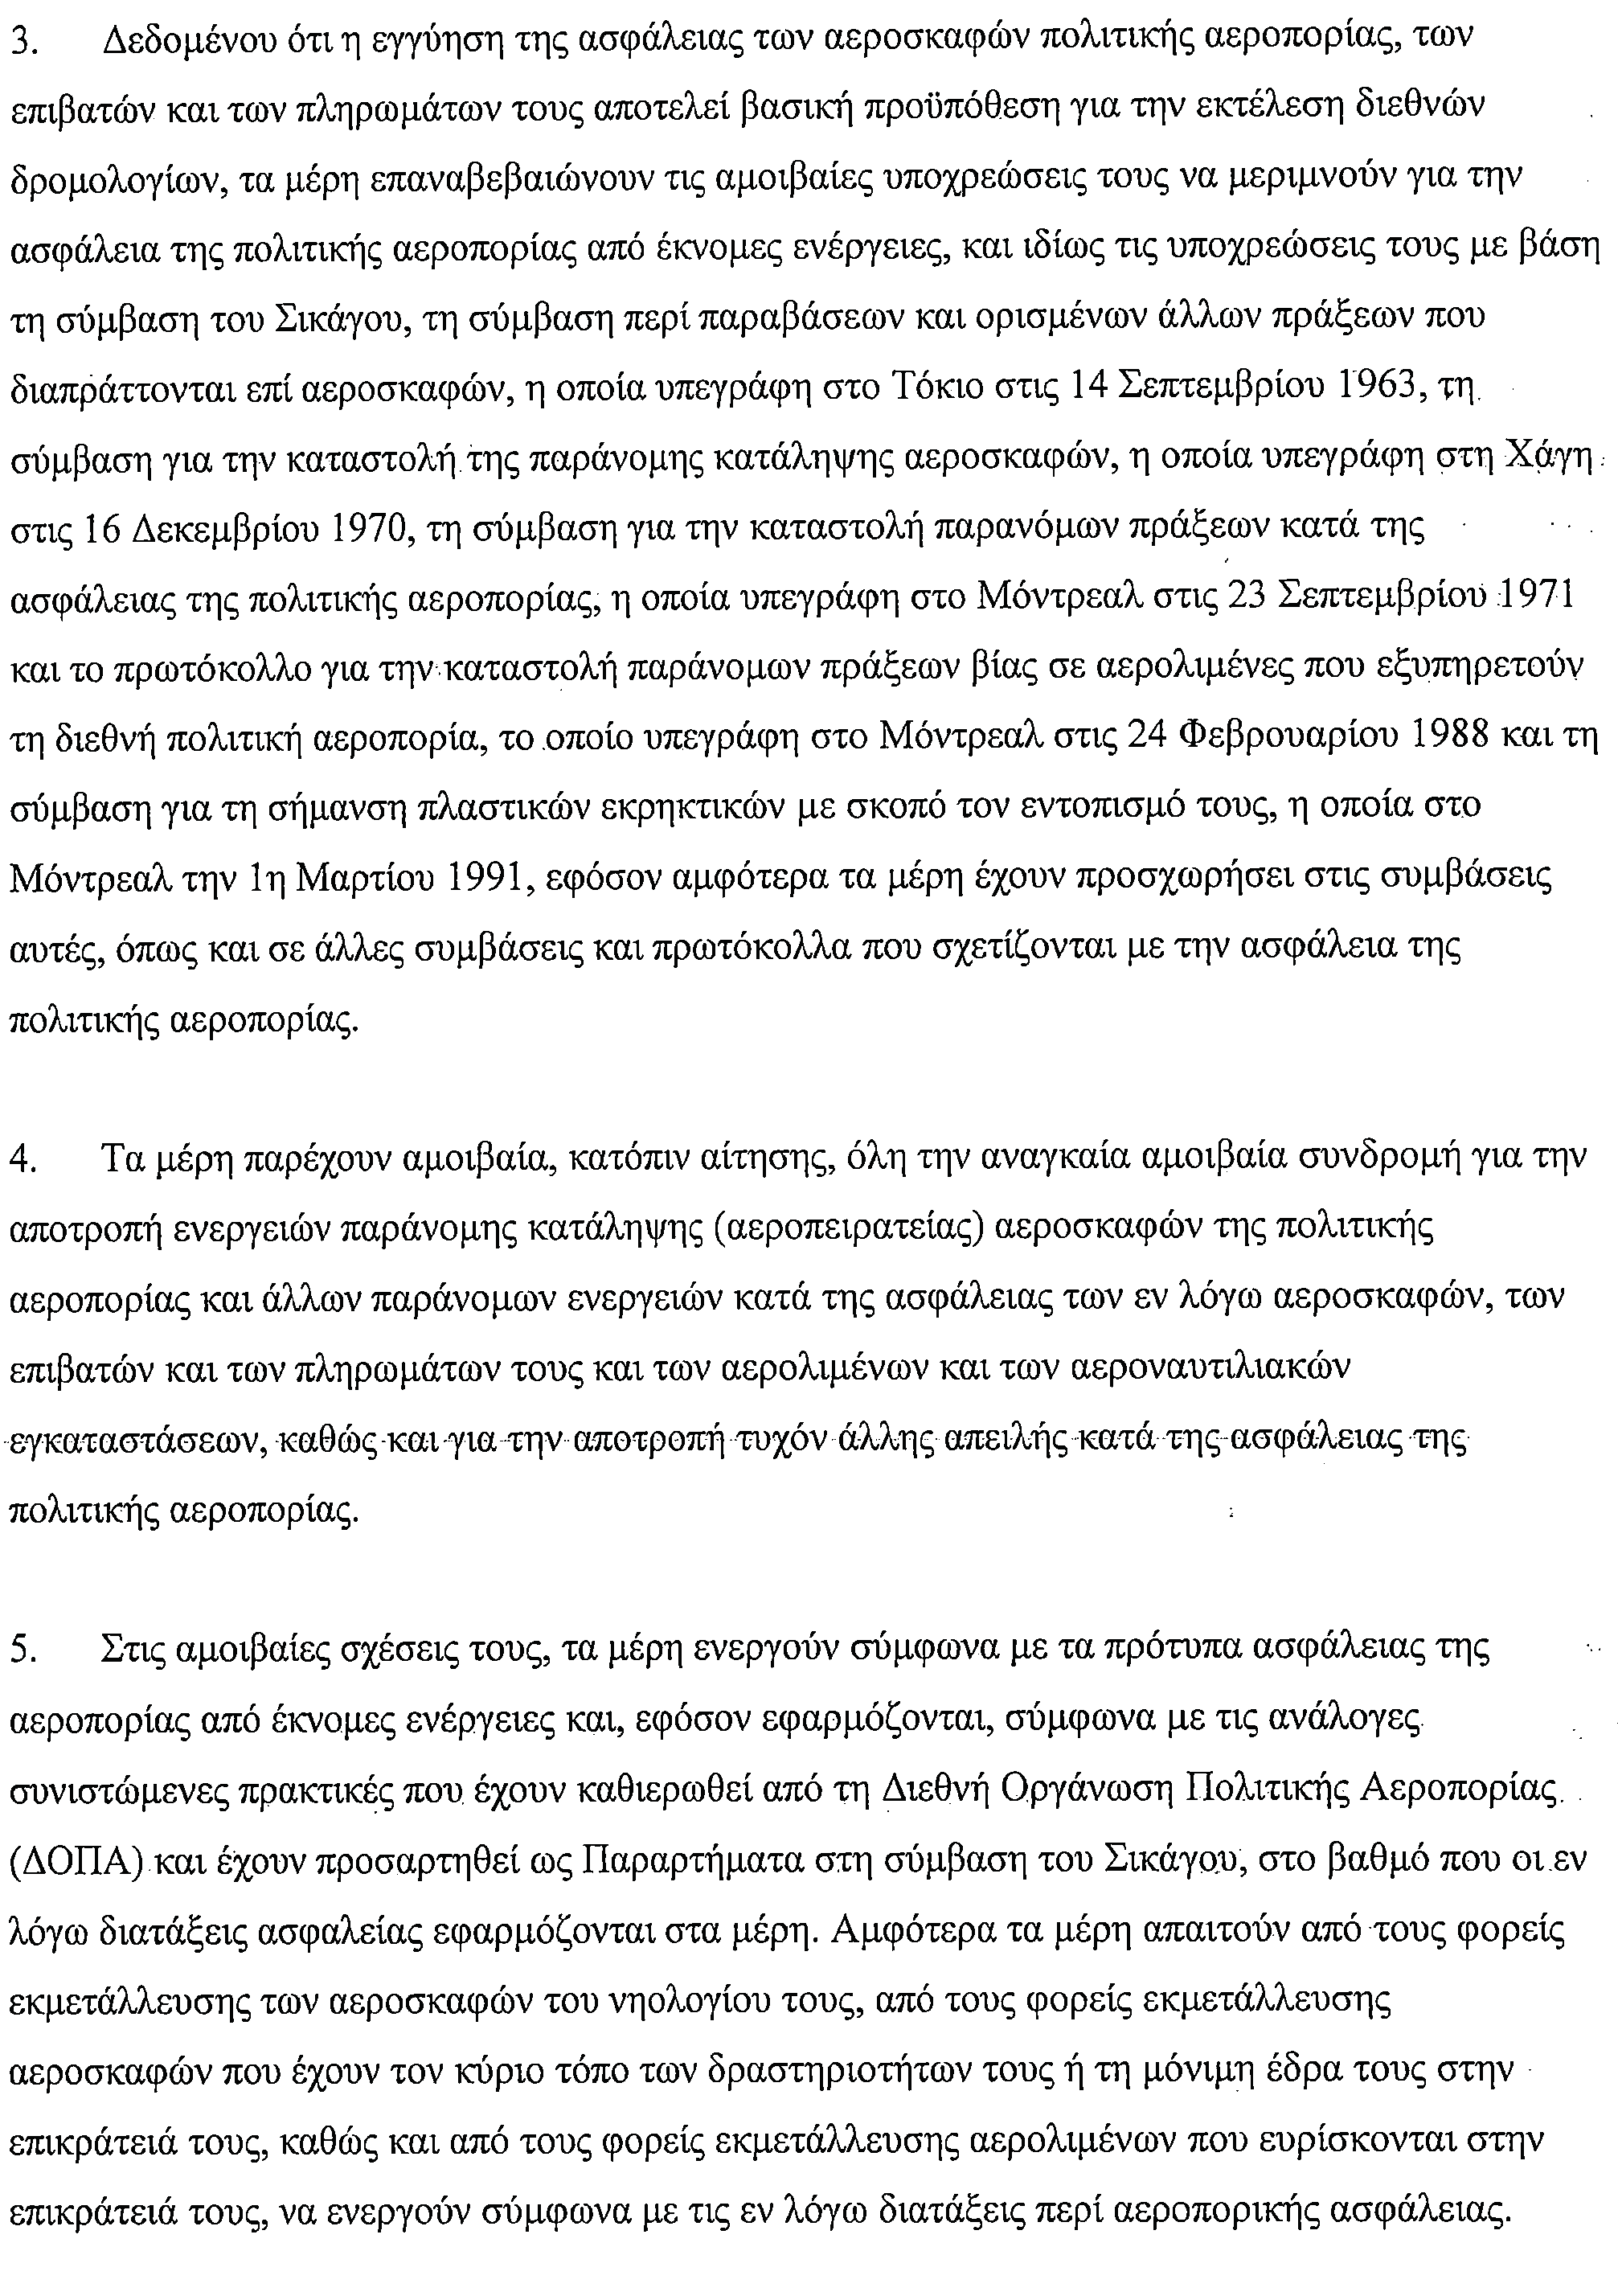 3. Δεδομένου ότι η εγγύηση της ασφάλειας των αεροσκαφών πολιτικής αεροπορίας, των
επιβατών και των πληρωμάτων τους αποτελεί βασική προϋπόθεση για την εκτέλεση διεθνών
δρομολογίων, τα μέρη επαναβεβαιώνουν τις αμοιβαίες υποχρεώσεις τους να μεριμνούν για την
ασφάλεια της πολιτικής αεροπορίας από έκνομες ενέργειες, και ιδίως τις υποχρεώσεις τους με βάση
τη σύμβαση του Σικάγου, τη σύμβαση περί παραβάσεων και ορισμένων άλλων πράξεων που
διαπράττονται επί αεροσκαφών, η οποία υπεγράφη στο Τόκιο στις 14 Σεπτεμβρίου 1963, τη
σύμβαση για την καταστολή της παράνομης κατάληψης αεροσκαφών, η οποία υπεγράφη στη Χάγη
στις 16 Δεκεμβρίου 1970, τη σύμβαση για την καταστολή παρανόμων πράξεων κατά της
ασφάλειας της πολιτικής αεροπορίας, η οποία υπεγράφη στο Μόντρεαλ στις 23 Σεπτεμβρίου 1971
και το πρωτόκολλο για την καταστολή παράνομων πράξεων βίας σε αερολιμένες που εξυπηρετούν
τη διεθνή πολιτική αεροπορία, το οποίο υπεγράφη στο Μόντρεαλ στις 24 Φεβρουαρίου 1988 και τη
σύμβαση για τη σήμανση πλαστικών εκρηκτικών με σκοπό τον εντοπισμό τους, η οποία στο
Μόντρεαλ την 1η Μαρτίου 1991, εφόσον αμφότερα τα μέρη έχουν προσχωρήσει στις συμβάσεις
αυτές, όπως και σε άλλες συμβάσεις και πρωτόκολλα που σχετίζονται με την ασφάλεια της
πολιτικής αεροπορίας.
4. Τα μέρη παρέχουν αμοιβαία, κατόπιν αίτησης, όλη την αναγκαία αμοιβαία συνδρομή για την
αποτροπή ενεργειών παράνομης κατάληψης (αεροπειρατείας) αεροσκαφών της πολιτικής
αεροπορίας και άλλων παράνομων ενεργειών κατά της ασφάλειας των εν λόγω αεροσκαφών, των
επιβατών και των πληρωμάτων τους και των αερολιμένων και των αεροναυτιλιακών
εγκαταστάσεων, καθώς και για την αποτροπή τυχόν άλλης απειλής κατά της ασφάλειας της
πολιτικής αεροπορίας.
5. Στις αμοιβαίες σχέσεις τους, τα μέρη ενεργούν σύμφωνα με τα πρότυπα ασφάλειας της
αεροπορίας από έκνομες ενέργειες και, εφόσον εφαρμόζονται, σύμφωνα με τις ανάλογες
συνιστώμενες πρακτικές που έχουν καθιερωθεί από τη Διεθνή Οργάνωση Πολιτικής Αεροπορίας
(ΔΟΠΑ) και έχουν προσαρτηθεί ως Παραρτήματα στη σύμβαση του Σικάγου, στο βαθμό που οι εν
λόγω διατάξεις ασφαλείας εφαρμόζονται στα μέρη. Αμφότερα τα μέρη απαιτούν από τους φορείς
εκμετάλλευσης των αεροσκαφών του νηολογίου τους, από τους φορείς εκμετάλλευσης
αεροσκαφών που έχουν τον κύριο τόπο των δραστηριοτήτων τους ή τη μόνιμη έδρα τους στην
επικράτειά τους, καθώς και από τους φορείς εκμετάλλευσης αερολιμένων που ευρίσκονται στην
επικράτειά τους, να ενεργούν σύμφωνα με τις εν λόγω διατάξεις περί αεροπορικής ασφάλειας.